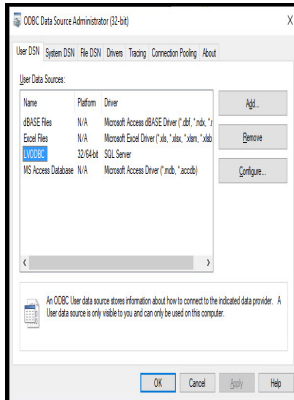 ODBC Data Source Administrator (32-bit)
User DSN System DSN File DSN Drivers Tracing Connection Pooling About
User Data Sources:
Name Platform Driver
dBASE Files N/A Microsoft Access dBASE Driver (*.dbf, *.ndx, *.r
Excel Files N/A Microsoft Excel Driver (*.xls, *.xlsx, *.xlsm, *.xlsb
LVODBC 32/64-bit SQL Server
MS Access Database N/A Microsoft Access Driver (*.mdb, *.accdb)
Add...
Remove
Configure...
An ODBC User data source stores information about how to connect to the indicated data provider. A
User data source is only visible to you and can only be used on this computer.
OK Cancel Apply Help